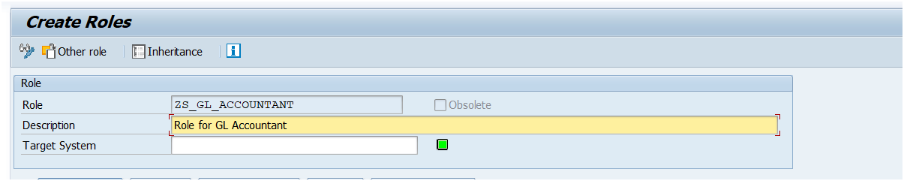 Create Roles
Other role Inheritance
Role
Role ZS_GL_ACCOUNTANT Obsolete
Description Role for GL Accountant
Target System